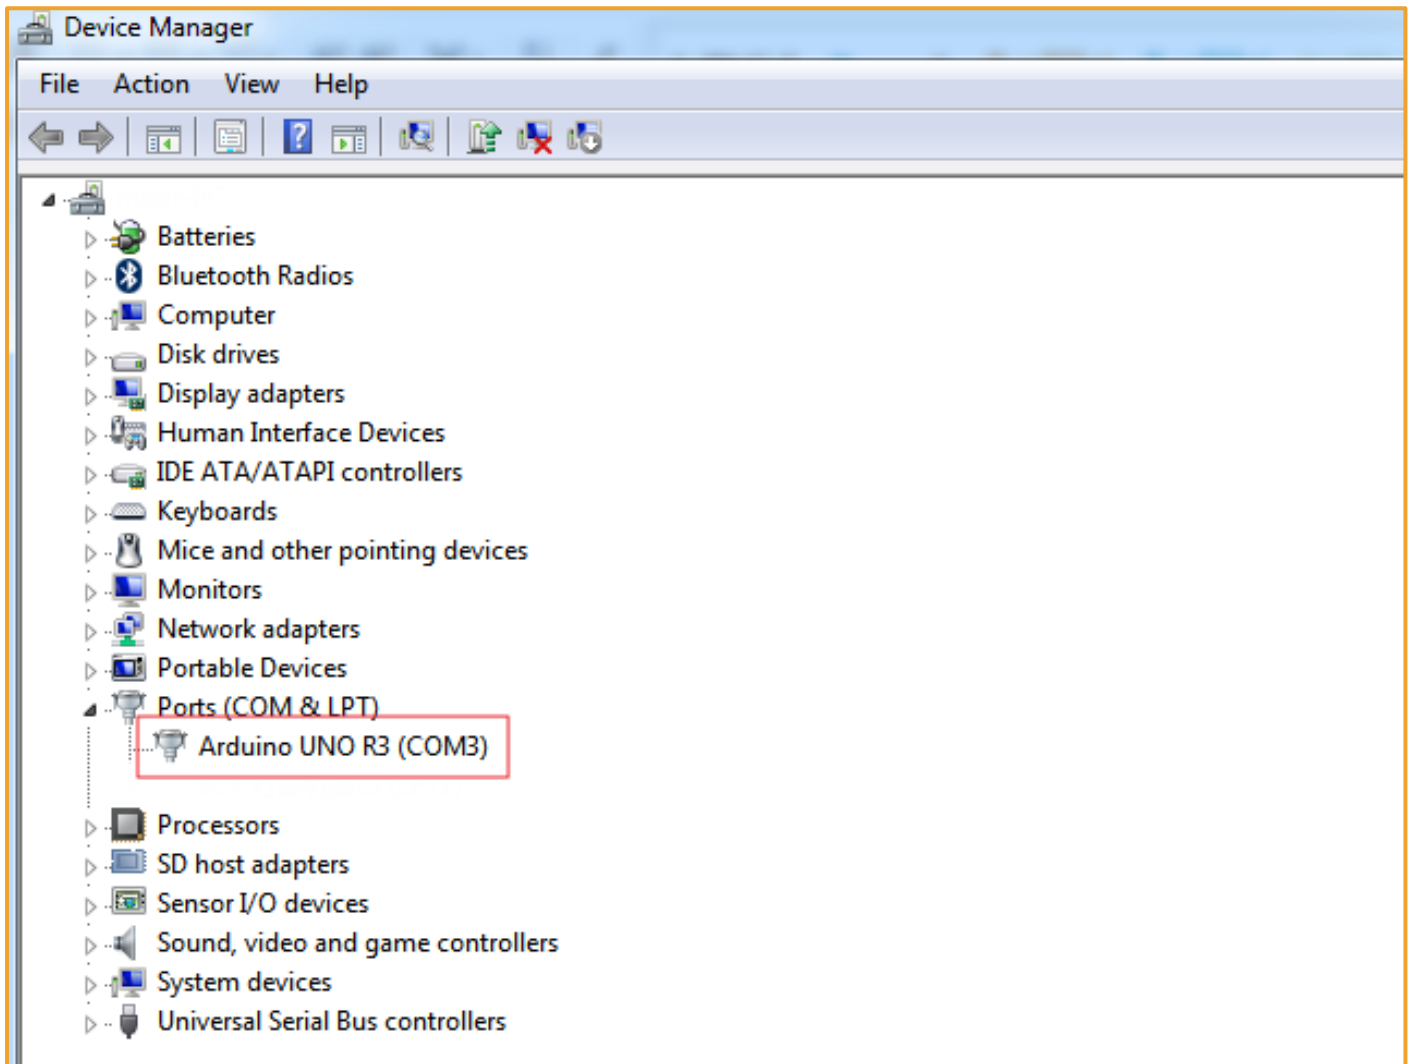 Device Manager
File Action View Help
Batteries
Bluetooth Radios
Computer
Disk drives
Display adapters
Human Interface Devices
IDE ATA/ATAPI controllers
Keyboards
Mice and other pointing devices
Monitors
Network adapters
Portable Devices
Ports (COM & LPT)
Arduino UNO R3 (COM3)
Processors
SD host adapters
Sensor I/O devices
Sound, video and game controllers
System devices
Universal Serial Bus controllers